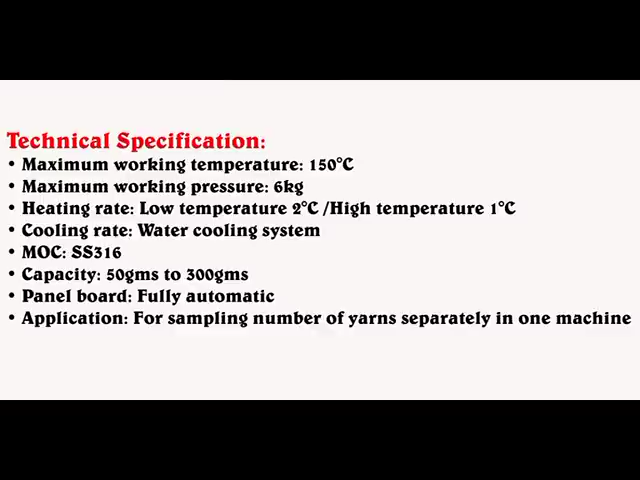 Technical Specification:
• Maximum working temperature: 150°C
• Maximum working pressure: 6kg
• Heating rate: Low temperature 2°C /High temperature 1°C
• Cooling rate: Water cooling system
• MOC: SS316
• Capacity: 50gms to 300gms
• Panel board: Fully automatic
• Application: For sampling number of yarns separately in one machine